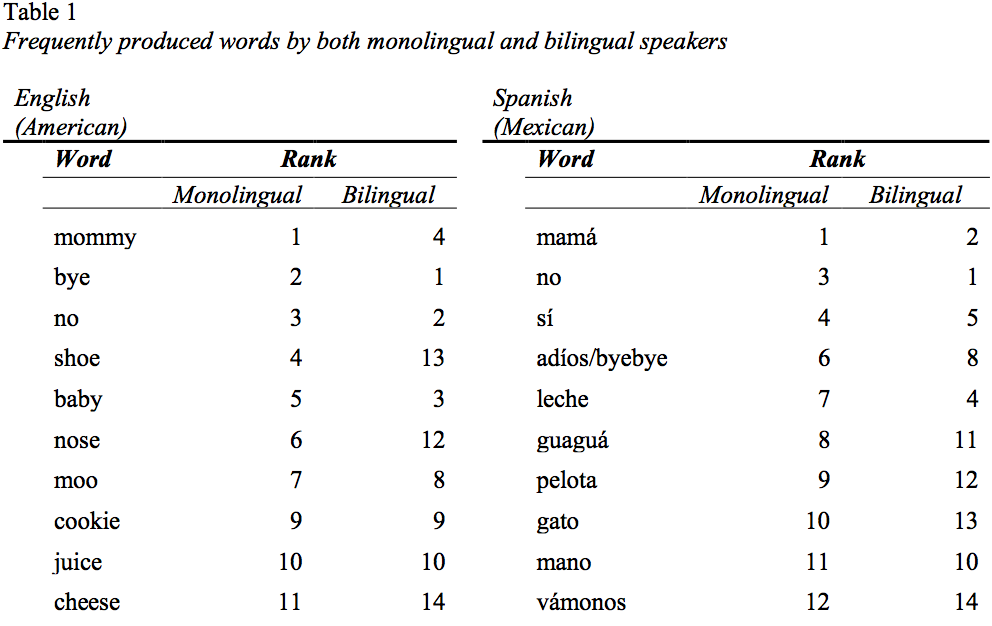 Table 1
Frequently produced words by both monolingual and bilingual speakers
English Spanish
(American) (Mexican)
Word Rank Word Rank
Monolingual Bilingual Monolingual Bilingual
mommy 1 4 mamá 1 2
bye 2 1 no 3 1
no 3 2 sí 4 5
shoe 4 13 adíos/byebye 6 8
baby 5 3 leche 7 4
nose 6 12 guaguá 8 11
moo 7 8 pelota 9 12
cookie 9 9 gato 10 13
juice 10 10 mano 11 10
cheese 11 14 vámonos 12 14